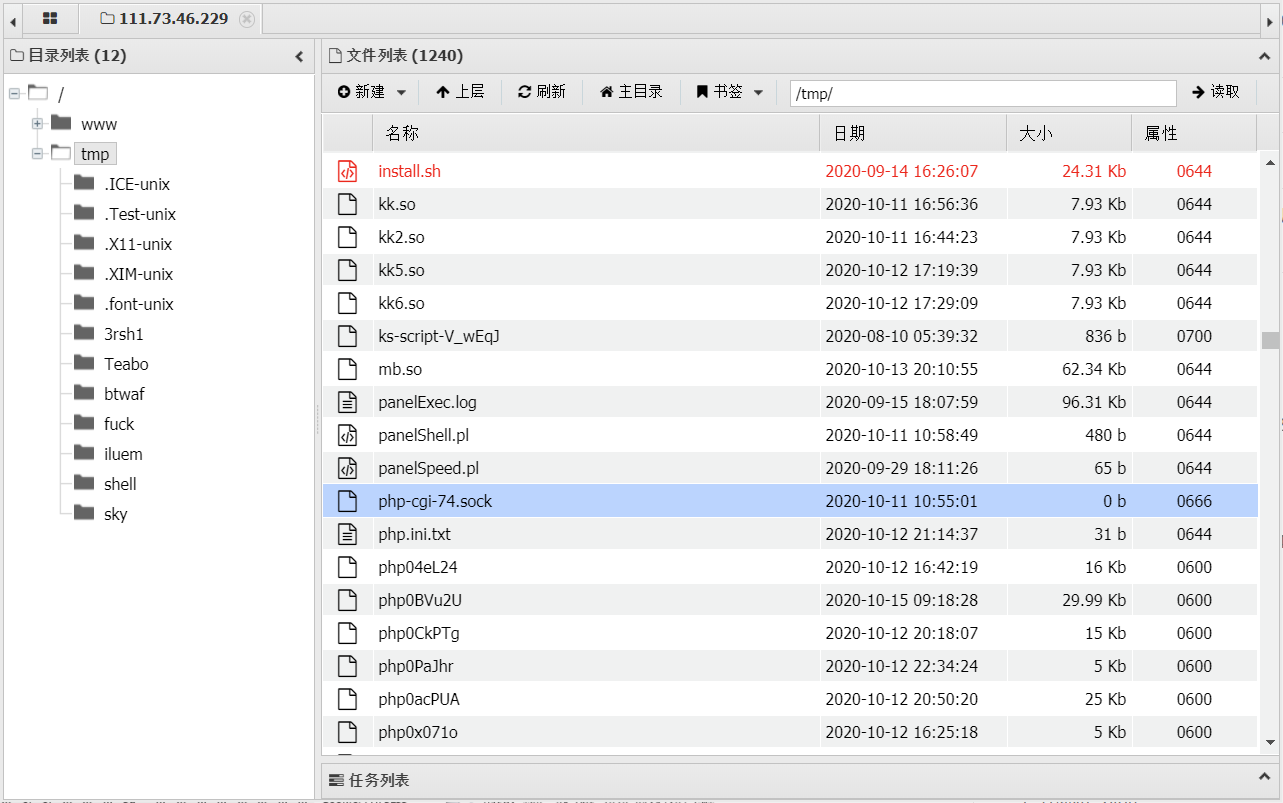 111.73.46.229
目录列表 (12)
/
www
tmp
.ICE-unix
.Test-unix
.X11-unix
.XIM-unix
.font-unix
3rsh1
Teabo
btwaf
fuck
iluem
shell
sky
文件列表 (1240)
新建 上层 刷新 主目录 书签 /tmp/ 读取
名称 日期 大小 属性
install.sh 2020-09-14 16:26:07 24.31 Kb 0644
kk.so 2020-10-11 16:56:36 7.93 Kb 0644
kk2.so 2020-10-11 16:44:23 7.93 Kb 0644
kk5.so 2020-10-12 17:19:39 7.93 Kb 0644
kk6.so 2020-10-12 17:29:09 7.93 Kb 0644
ks-script-V_wEqJ 2020-08-10 05:39:32 836 b 0700
mb.so 2020-10-13 20:10:55 62.34 Kb 0644
panelExec.log 2020-09-15 18:07:59 96.31 Kb 0644
panelShell.pl 2020-10-11 10:58:49 480 b 0644
panelSpeed.pl 2020-09-29 18:11:26 65 b 0644
php-cgi-74.sock 2020-10-11 10:55:01 0 b 0666
php.ini.txt 2020-10-12 21:14:37 31 b 0644
php04eL24 2020-10-12 16:42:19 16 Kb 0600
php0BVu2U 2020-10-15 09:18:28 29.99 Kb 0600
php0CkPTg 2020-10-12 20:18:07 15 Kb 0600
php0PaJhr 2020-10-12 22:34:24 5 Kb 0600
php0acPUA 2020-10-12 20:50:20 25 Kb 0600
php0x071o 2020-10-12 16:25:18 5 Kb 0600
任务列表